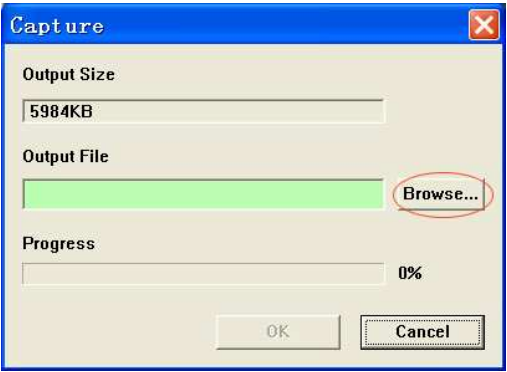 Capture
Output Size
5984KB
Output File
Browse...
Progress
0%
OK
Cancel